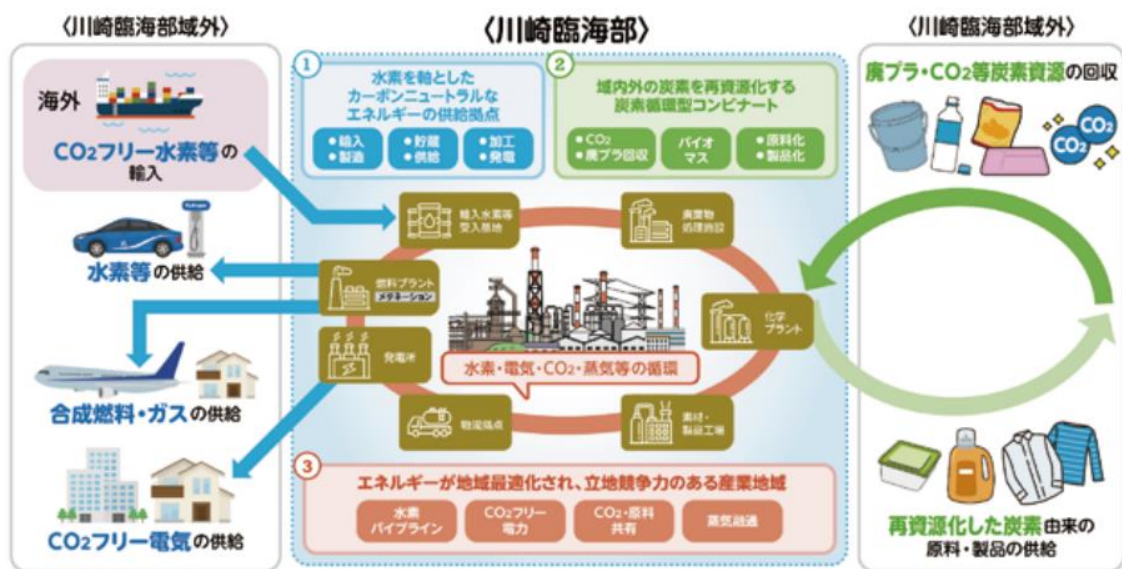 〈川崎臨海部域外〉
海外
CO2フリー水素等の
輸入
Hydrogen
水素等の供給
合成燃料・ガスの供給
CO2フリー電気の供給
〈川崎臨海部〉
1
水素を軸とした
カーボンニュートラルな
エネルギーの供給拠点
●輸入
●製造
●貯蔵
●供給
●加工
●発電
2
域内外の炭素を再資源化する
炭素循環型コンビナート
●CO2
●廃プラ回収
バイオ
マス
●原料化
●製品化
輸入水素等
受入基地
廃棄物
処理施設
燃料プラント
メタネーション
化学
プラント
発電所
水素・電気・CO2・蒸気等の循環
物流拠点
素材・
製品工場
3
エネルギーが地域最適化され、立地競争力のある産業地域
水素
パイプライン
CO2フリー
電力
CO2・原料
共有
蒸気融通
〈川崎臨海部域外〉
廃プラ・CO2等炭素資源の回収
CO2
CO2
再資源化した炭素由来の
原料・製品の供給